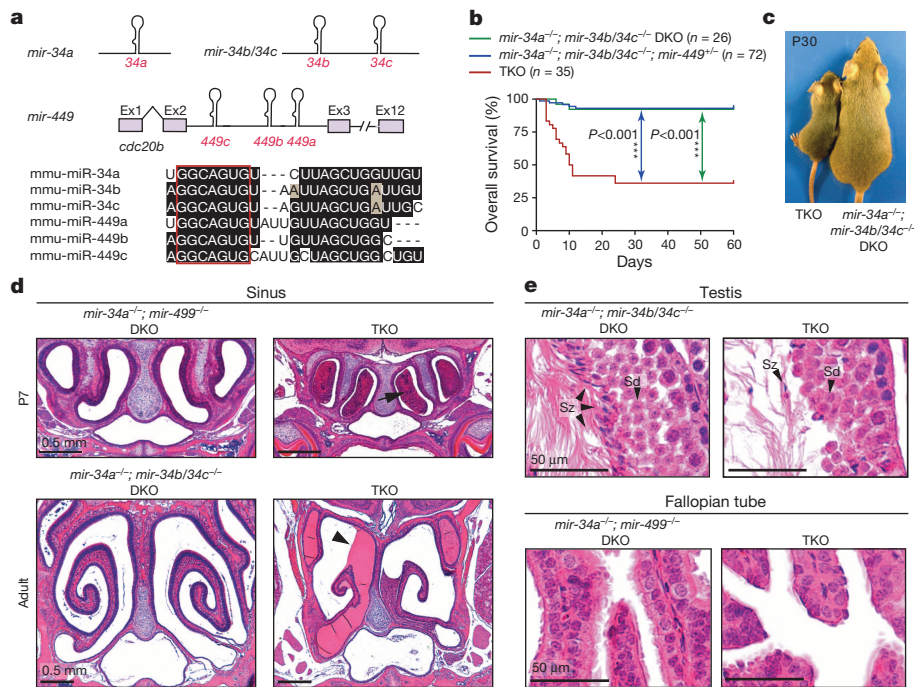 a
mir-34a
34a
mir-34b/34c
34b 34c
mir-449
Ex1 Ex2 Ex3 Ex12
cdc20b
449c 449b 449a
mmu-miR-34a UGGCAGUGU---CUUAGCUGGUUGU
mmu-miR-34b AGGCAGUGU--AAUUAGCUGAUUGU
mmu-miR-34c AGGCAGUGU--AGUUAGCUGAUUGC
mmu-miR-449a UGGCAGUGUAUUGUUAGCUGGU---
mmu-miR-449b AGGCAGUGU--UGUUAGCUGGC---
mmu-miR-449c AGGCAGUGCAUUGCUAGCUGGCUGU
b
mir-34a–/–; mir-34b/34c–/– DKO (n = 26)
mir-34a–/–; mir-34b/34c–/–; mir-449+/– (n = 72)
TKO (n = 35)
Overall survival (%)
100
75
50
25
0
P<0.001 *** P<0.001 ***
0 10 20 30 40 50 60
Days
c
P30
TKO mir-34a–/–;
mir-34b/34c–/–
DKO
d
Sinus
mir-34a–/–; mir-499–/–
DKO TKO
P7
0.5 mm
mir-34a–/–; mir-34b/34c–/–
DKO TKO
Adult
0.5 mm
e
Testis
mir-34a–/–; mir-34b/34c–/–
DKO TKO
Sz Sd
Sz Sd
50 μm
Fallopian tube
mir-34a–/–; mir-499–/–
DKO TKO
50 μm